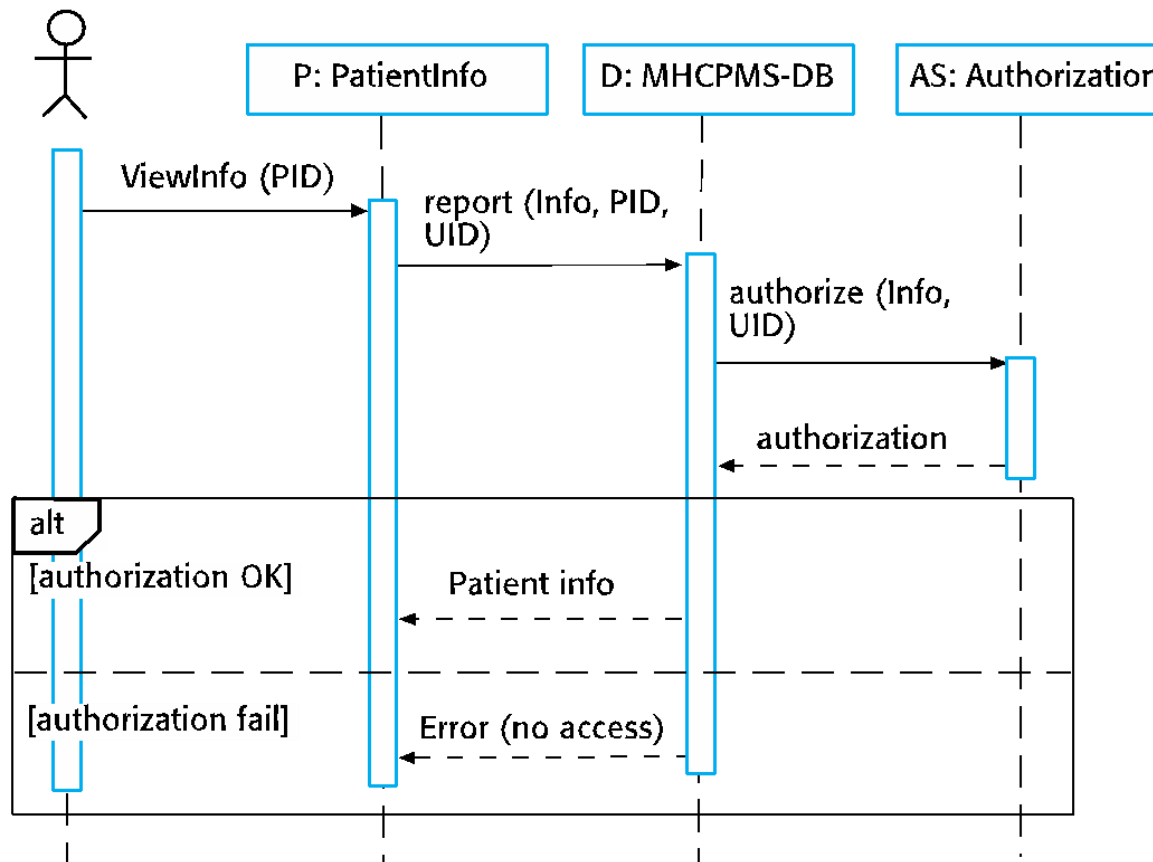 P: PatientInfo
D: MHCPMS-DB
AS: Authorization
ViewInfo (PID)
report (Info, PID,
UID)
authorize (Info,
UID)
authorization
alt
[authorization OK]
Patient info
[authorization fail]
Error (no access)